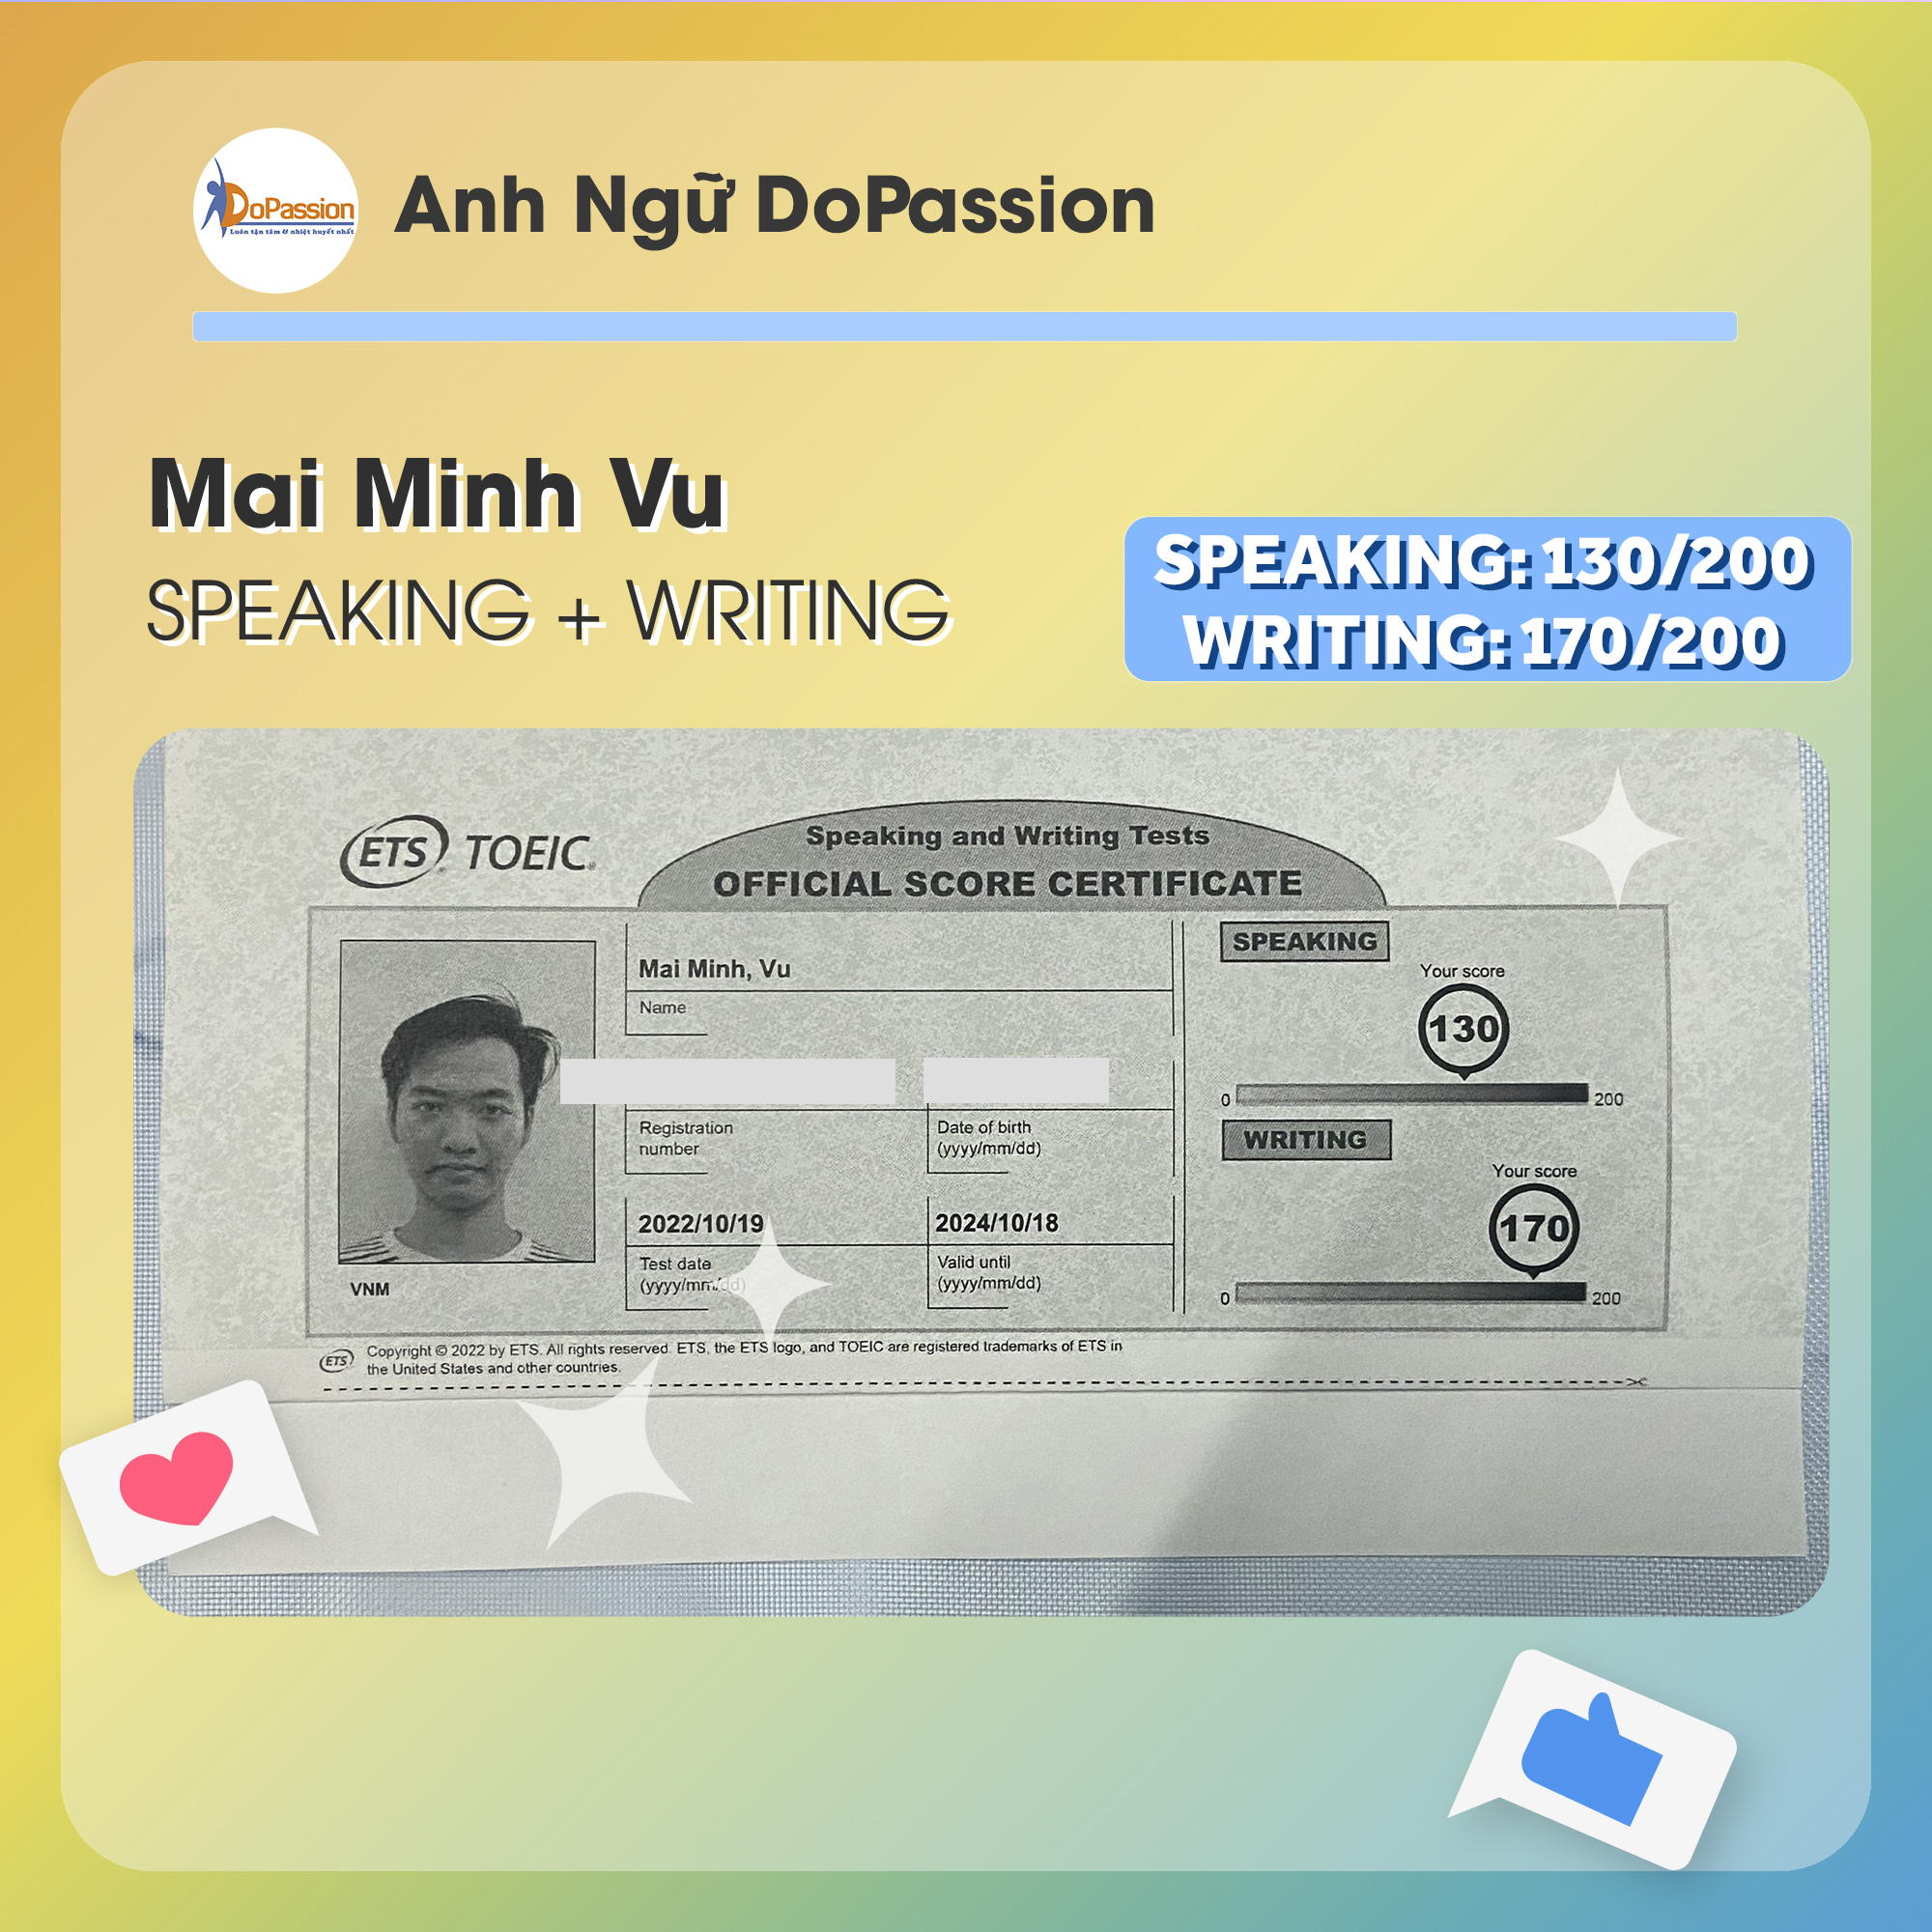 DoPassion
Luôn tận tâm & nhiệt huyết nhất
Anh Ngữ DoPassion
Mai Minh Vu
SPEAKING + WRITING
SPEAKING: 130/200
WRITING: 170/200
ETS TOEIC®
Speaking and Writing Tests
OFFICIAL SCORE CERTIFICATE
Mai Minh, Vu
Name
Registration
number
Date of birth
(yyyy/mm/dd)
2022/10/19
Test date
(yyyy/mm/dd)
2024/10/18
Valid until
(yyyy/mm/dd)
VNM
SPEAKING
Your score
130
0
200
WRITING
Your score
170
0
200
ETS
Copyright © 2022 by ETS. All rights reserved. ETS, the ETS logo, and TOEIC are registered trademarks of ETS in
the United States and other countries.